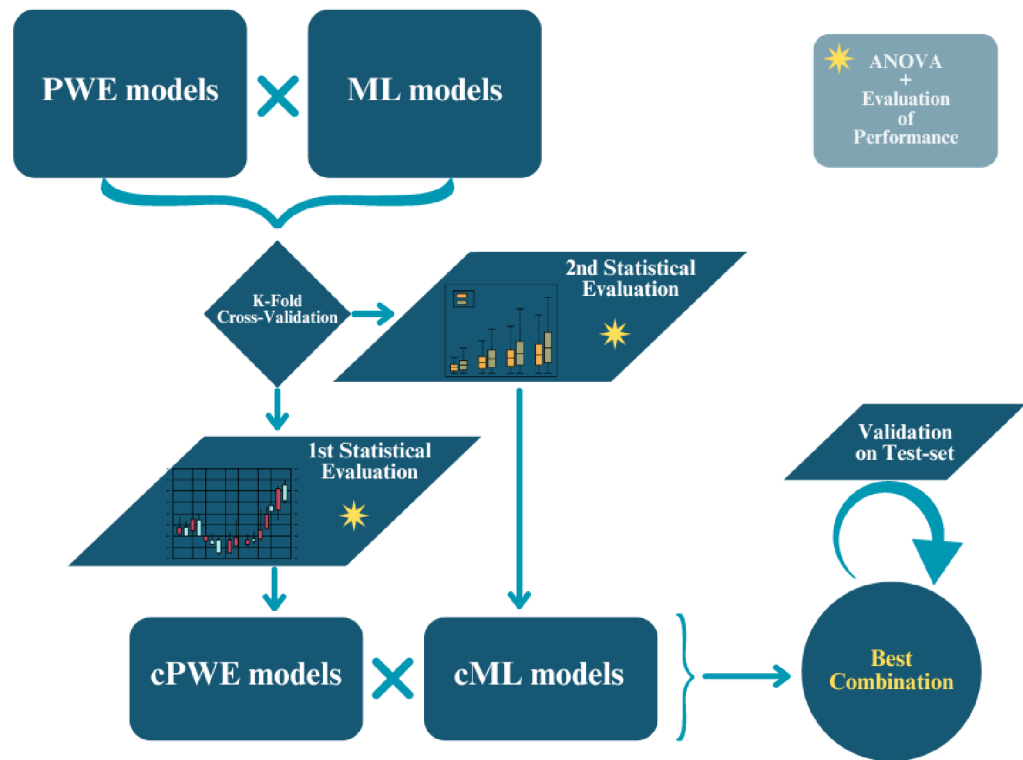 PWE models
ML models
ANOVA
+
Evaluation
of
Performance
K-Fold
Cross-Validation
2nd Statistical
Evaluation
1st Statistical
Evaluation
Validation
on Test-set
cPWE models
cML models
Best
Combination